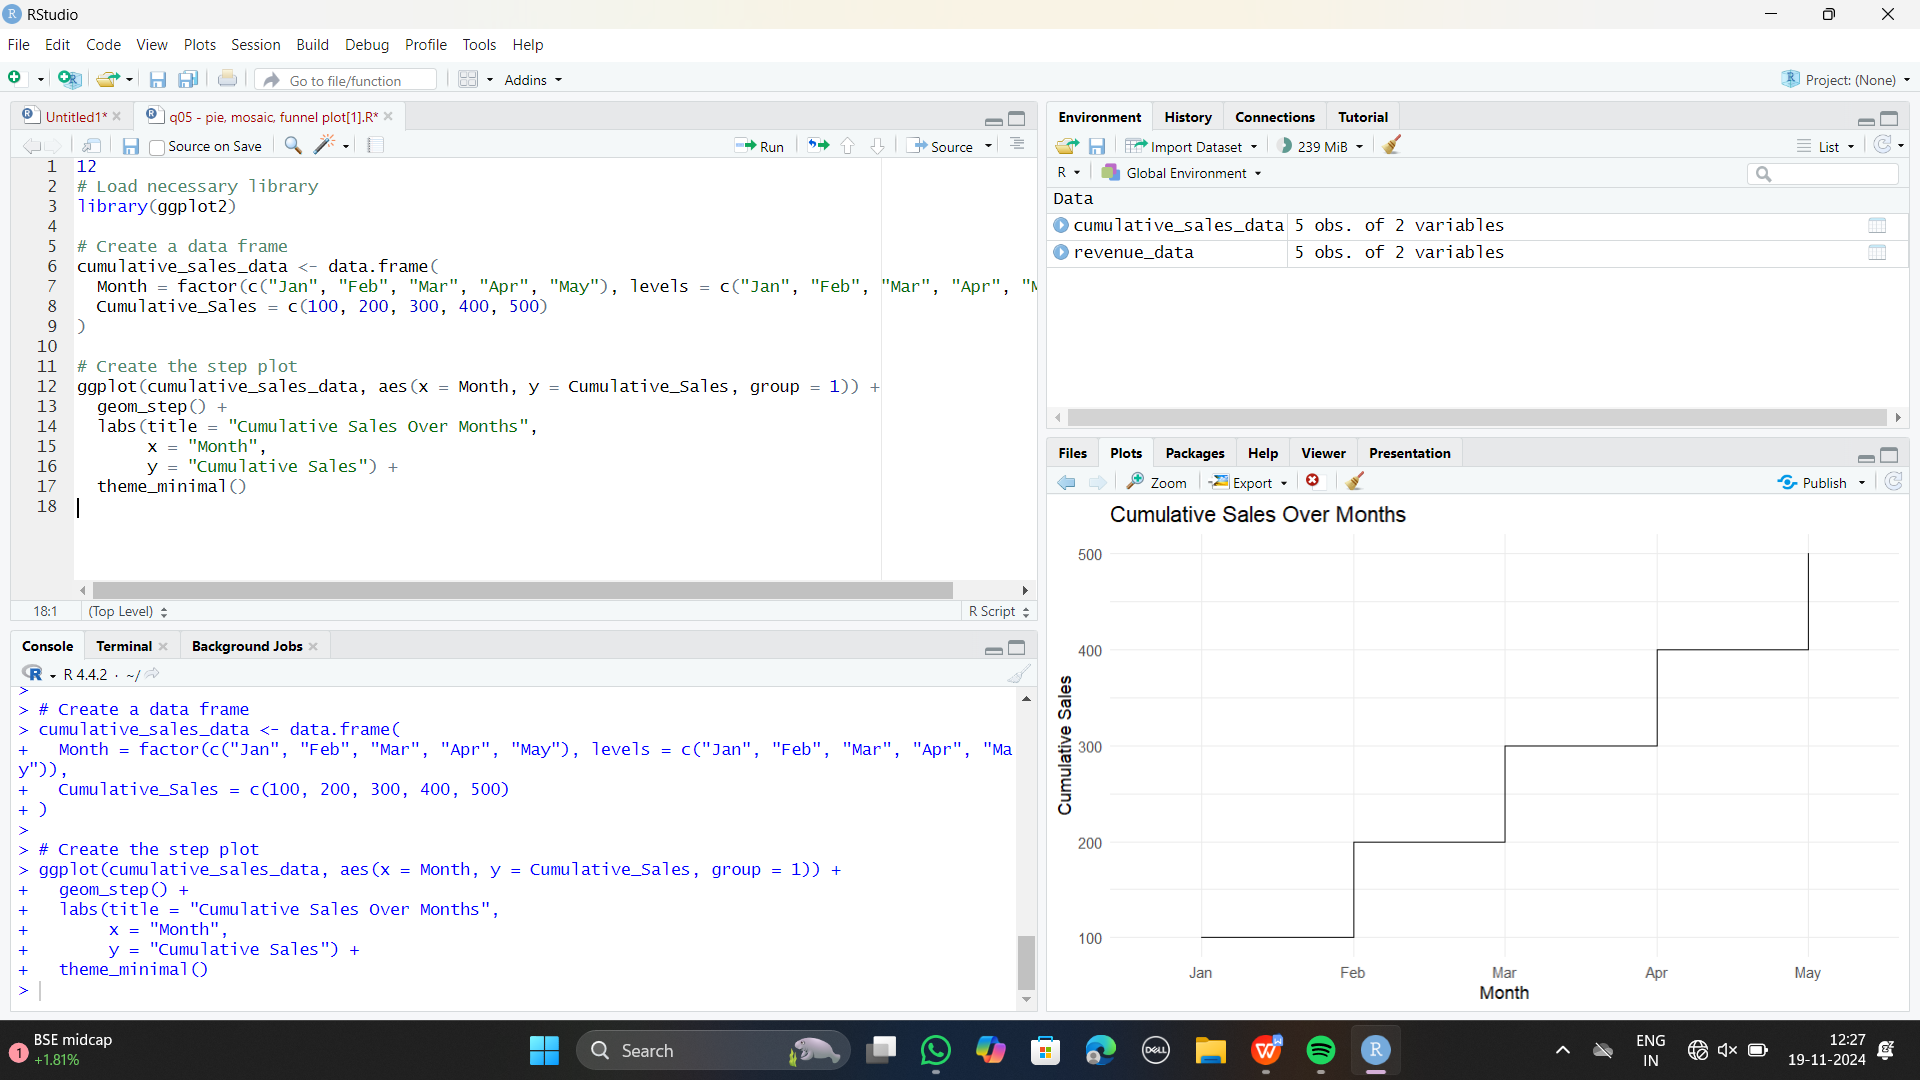 RStudio
File Edit Code View Plots Session Build Debug Profile Tools Help
Go to file/function Addins Project: (None)
Untitled1* q05 - pie, mosaic, funnel plot[1].R*
Source on Save Run Source
1 12
2 # Load necessary library
3 library(ggplot2)
4
5 # Create a data frame
6 cumulative_sales_data <- data.frame(
7 Month = factor(c("Jan", "Feb", "Mar", "Apr", "May"), levels = c("Jan", "Feb", "Mar", "Apr", "M
8 Cumulative_Sales = c(100, 200, 300, 400, 500)
9 )
10
11 # Create the step plot
12 ggplot(cumulative_sales_data, aes(x = Month, y = Cumulative_Sales, group = 1)) +
13 geom_step() +
14 labs(title = "Cumulative Sales Over Months",
15 x = "Month",
16 y = "Cumulative Sales") +
17 theme_minimal()
18
18:1 (Top Level) R Script
Console Terminal Background Jobs
R R 4.4.2 · ~/
>
> # Create a data frame
> cumulative_sales_data <- data.frame(
+ Month = factor(c("Jan", "Feb", "Mar", "Apr", "May"), levels = c("Jan", "Feb", "Mar", "Apr", "Ma
y")),
+ Cumulative_Sales = c(100, 200, 300, 400, 500)
+ )
>
> # Create the step plot
> ggplot(cumulative_sales_data, aes(x = Month, y = Cumulative_Sales, group = 1)) +
+ geom_step() +
+ labs(title = "Cumulative Sales Over Months",
+ x = "Month",
+ y = "Cumulative Sales") +
+ theme_minimal()
>
Environment History Connections Tutorial
Import Dataset 239 MiB List
R Global Environment
Data
cumulative_sales_data 5 obs. of 2 variables
revenue_data 5 obs. of 2 variables
Files Plots Packages Help Viewer Presentation
Zoom Export Publish
Cumulative Sales Over Months
500
400
300
200
100
Cumulative Sales
Jan Feb Mar Apr May
Month
1 BSE midcap
+1.81%
Search
DELL
W
R
ENG
IN
12:27
19-11-2024